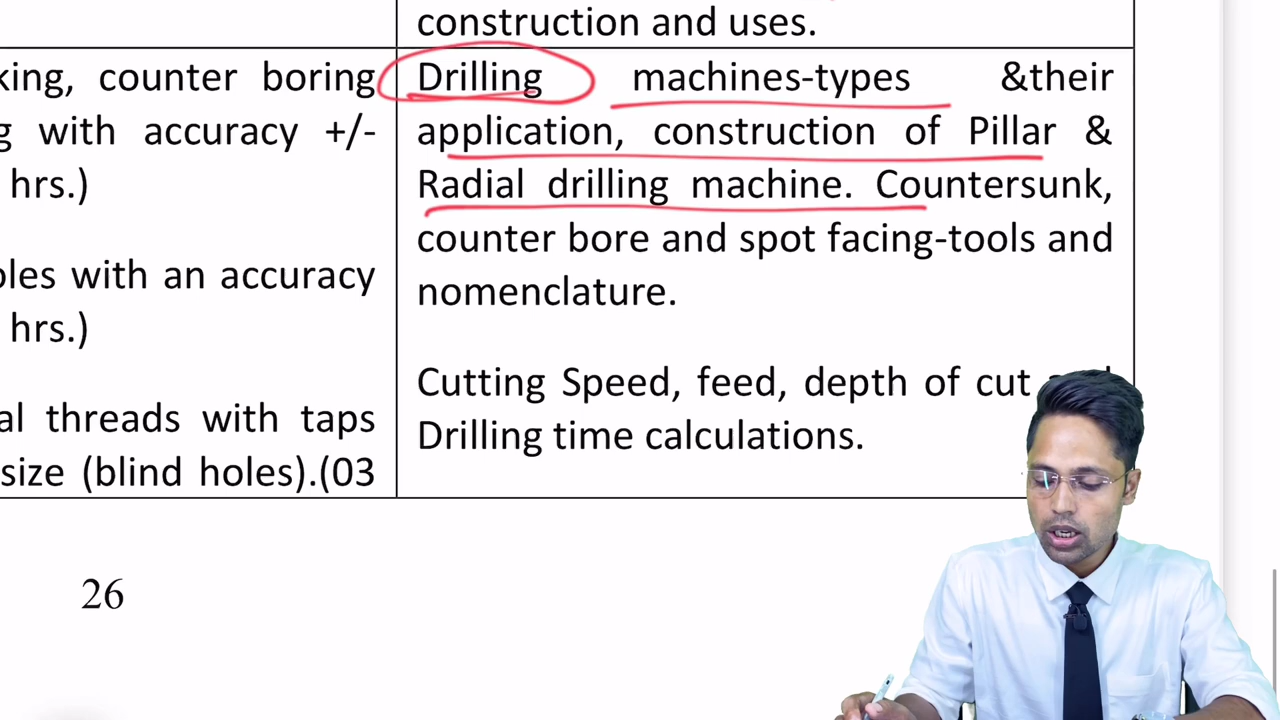 construction and uses.
king, counter boring
g with accuracy +/-
hrs.)
oles with an accuracy
hrs.)
al threads with taps
size (blind holes).(03
Drilling machines-types &their
application, construction of Pillar &
Radial drilling machine. Countersunk,
counter bore and spot facing-tools and
nomenclature.
Cutting Speed, feed, depth of cut
Drilling time calculations.
26